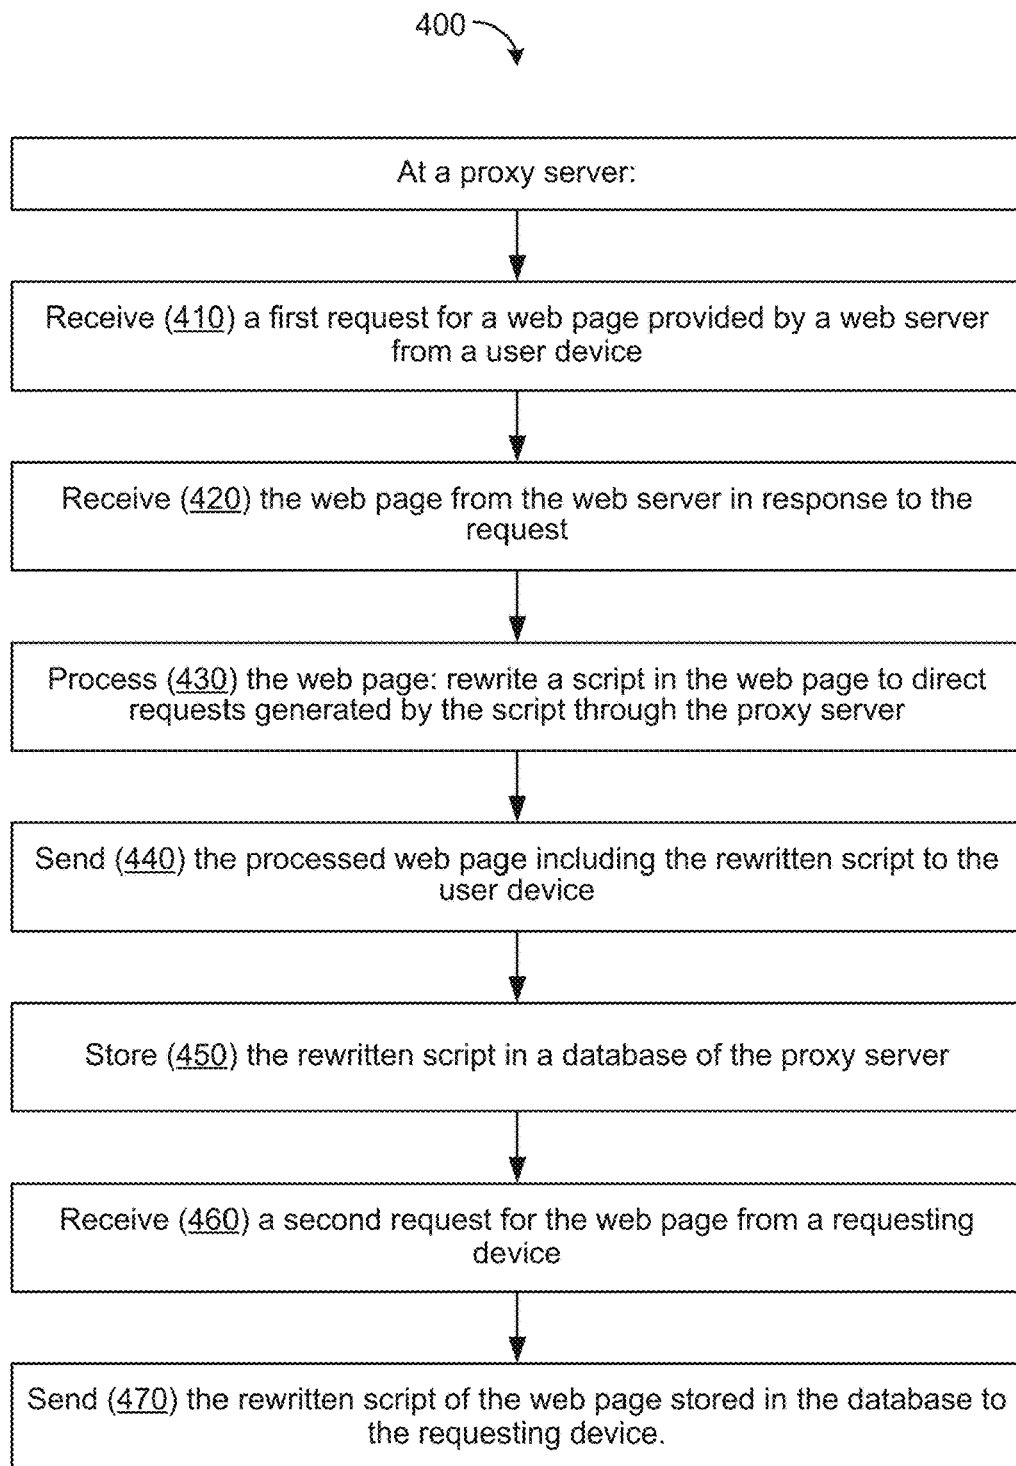 400
At a proxy server:
Receive (410) a first request for a web page provided by a web server
from a user device
Receive (420) the web page from the web server in response to the
request
Process (430) the web page: rewrite a script in the web page to direct
requests generated by the script through the proxy server
Send (440) the processed web page including the rewritten script to the
user device
Store (450) the rewritten script in a database of the proxy server
Receive (460) a second request for the web page from a requesting
device
Send (470) the rewritten script of the web page stored in the database to
the requesting device.